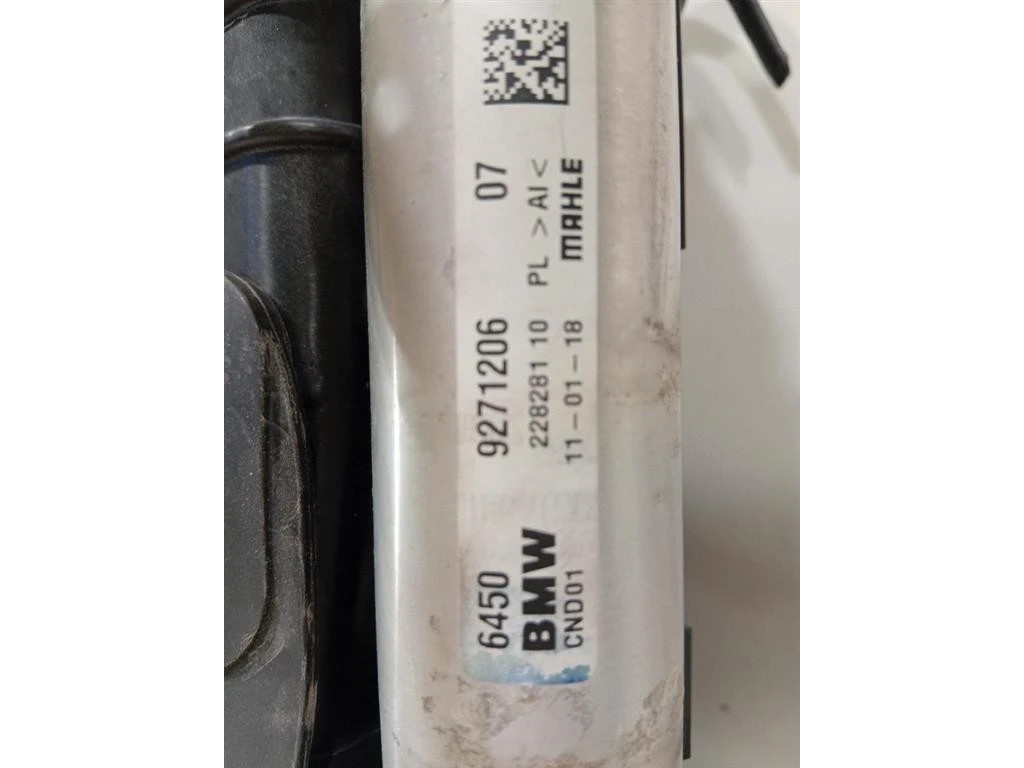 6450 9271206 07
BMW 228281 10 PL >AI<
CND01 11-01-18 MAHLE